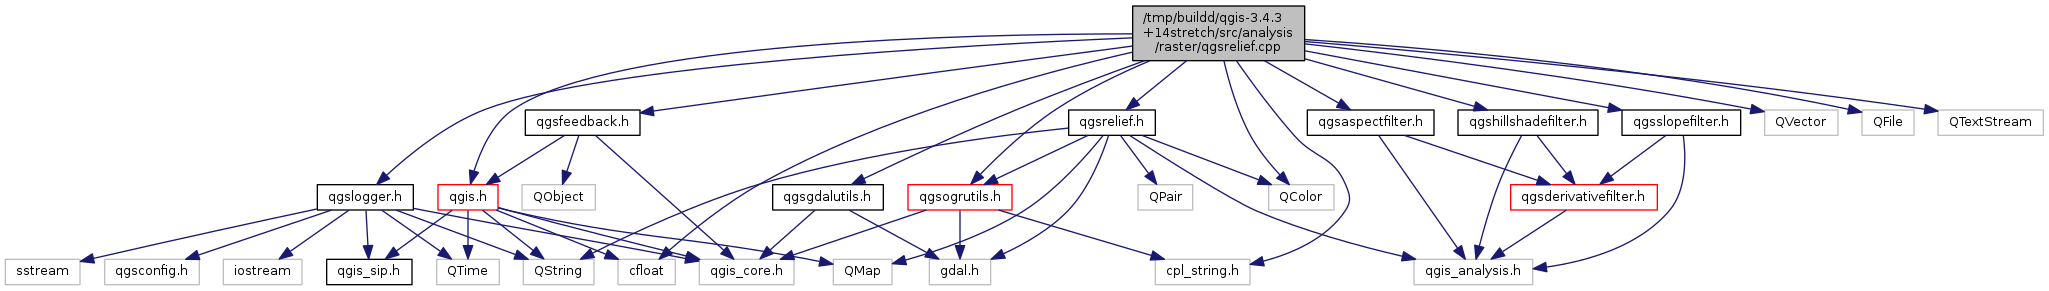 /tmp/buildd/qgis-3.4.3
+14stretch/src/analysis
/raster/qgsrelief.cpp
qgsfeedback.h
qgsrelief.h
qgsaspectfilter.h
qgshillshadefilter.h
qgsslopefilter.h
QVector
QFile
QTextStream
qgslogger.h
qgis.h
QObject
qgsgdalutils.h
qgsogrutils.h
QPair
QColor
qgsderivativefilter.h
sstream
qgsconfig.h
iostream
qgis_sip.h
QTime
QString
cfloat
qgis_core.h
QMap
gdal.h
cpl_string.h
qgis_analysis.h